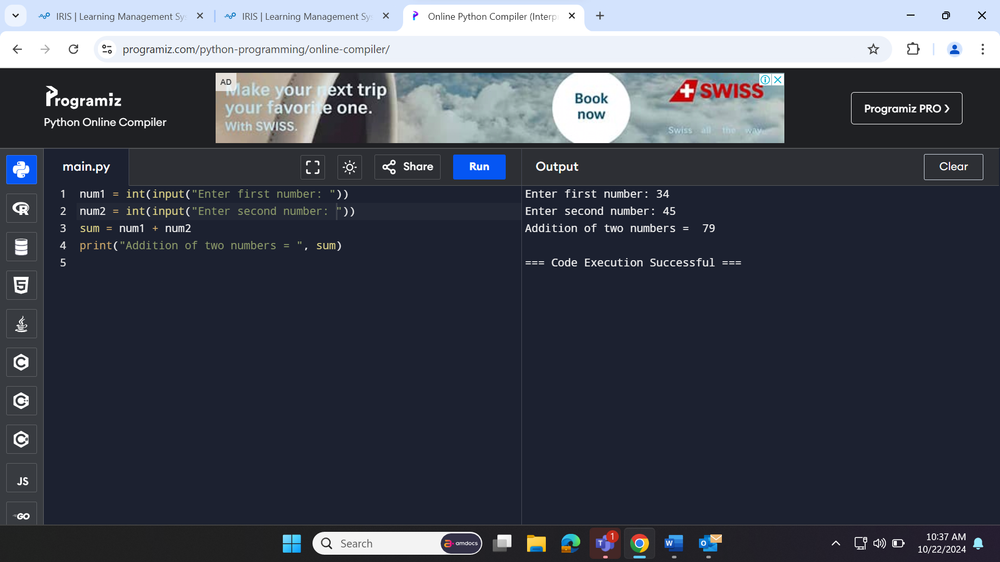 IRIS | Learning Management Sys
IRIS | Learning Management Sys
Online Python Compiler (Interp
programiz.com/python-programming/online-compiler/
Programiz
Python Online Compiler
AD
Make your next trip
your favorite one.
With SWISS.
Book
now
SWISS
Swiss all the way.
Programiz PRO ❯
main.py
Share
Run
Output
Clear
1 num1 = int(input("Enter first number: "))
2 num2 = int(input("Enter second number: "))
3 sum = num1 + num2
4 print("Addition of two numbers = ", sum)
5
Enter first number: 34
Enter second number: 45
Addition of two numbers =  79
=== Code Execution Successful ===
R
5
C
C++
C#
JS
GO
Search
amdocs
T
1
W
O
10:37 AM
10/22/2024